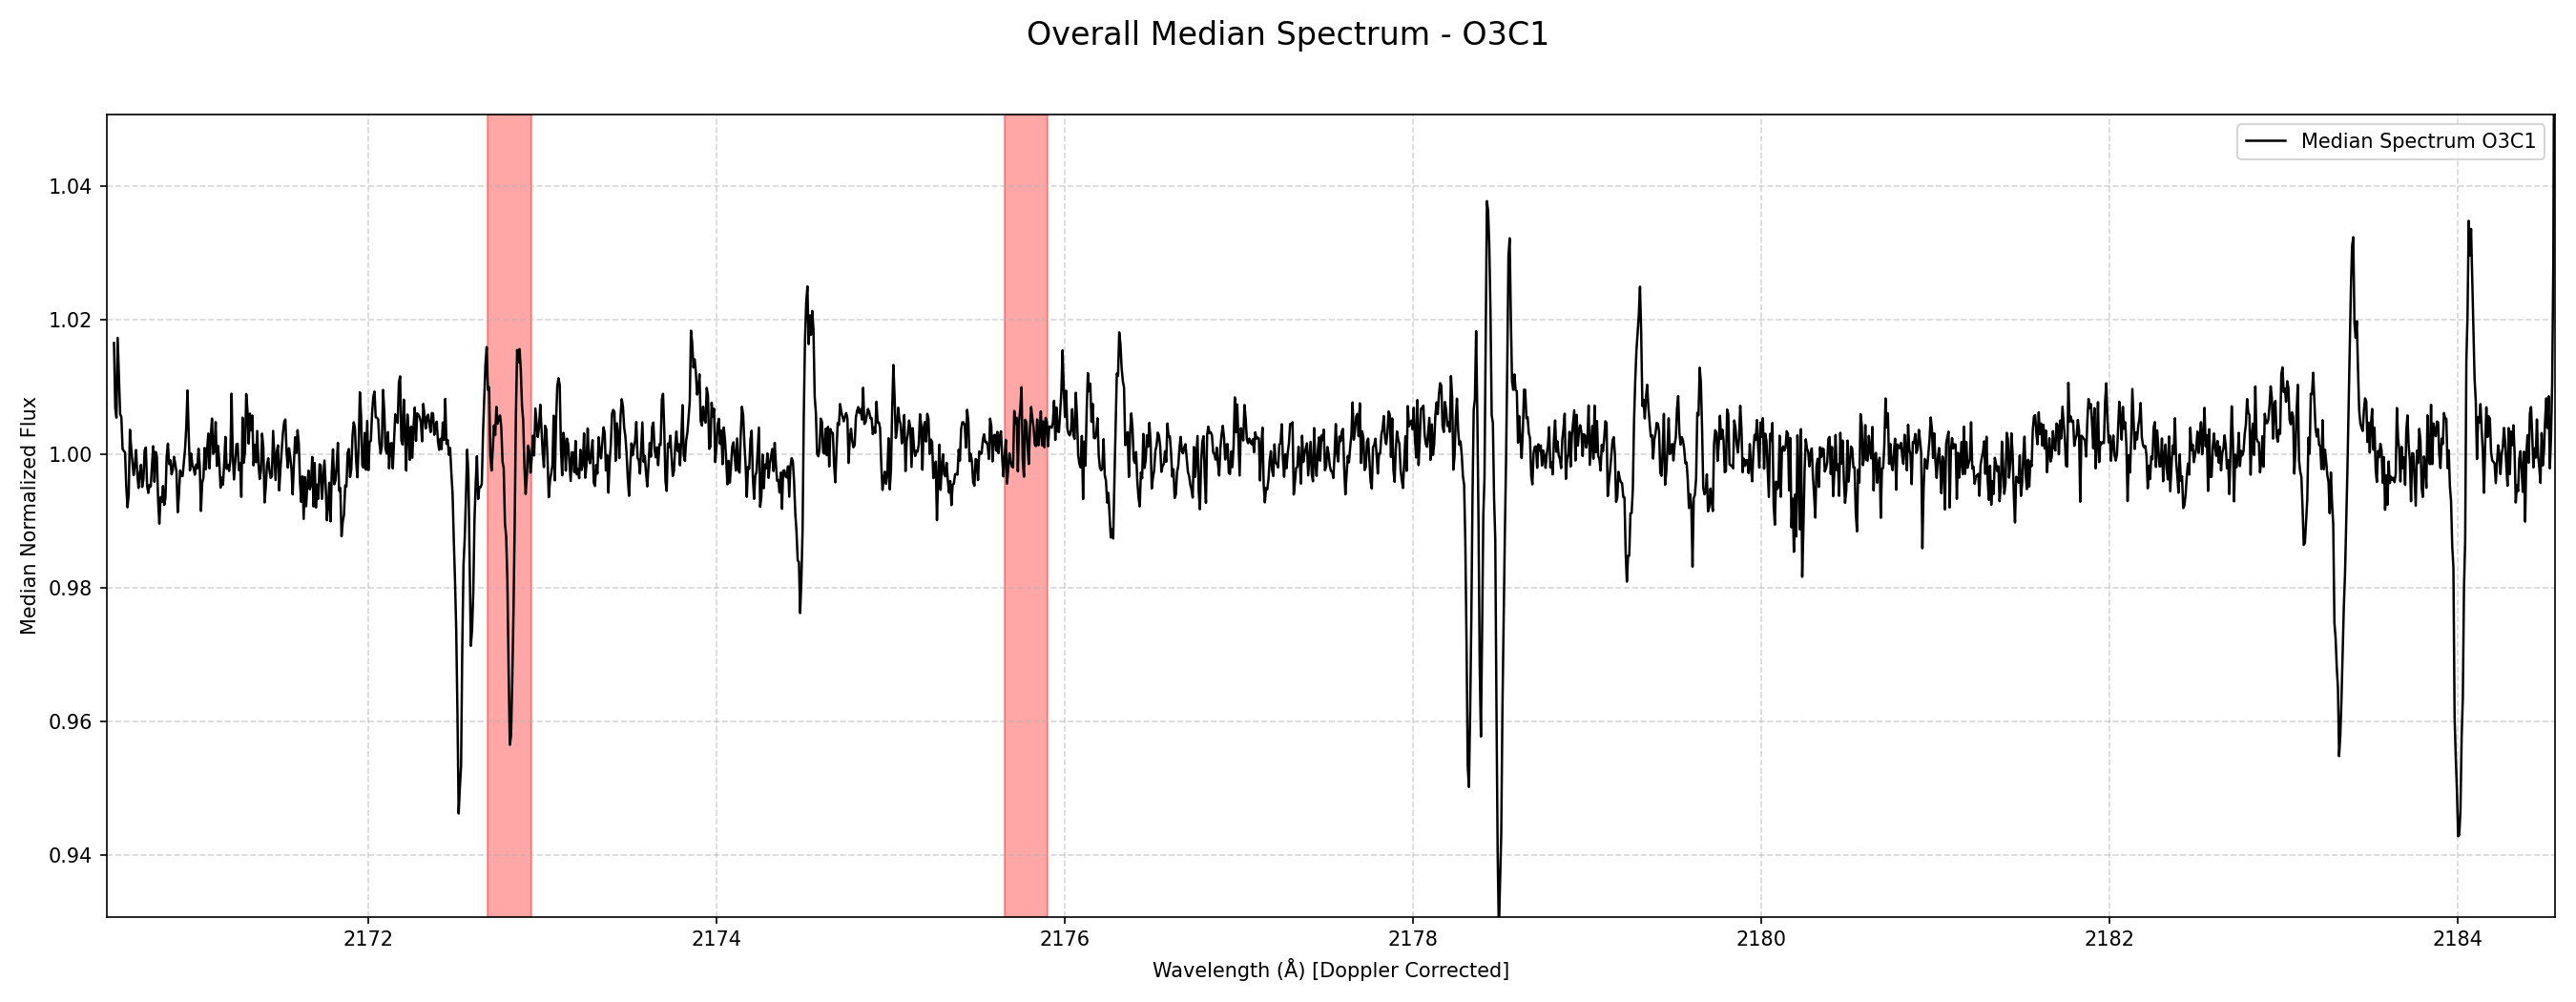 Overall Median Spectrum - O3C1
Median Spectrum O3C1
Median Normalized Flux
1.04
1.02
1.00
0.98
0.96
0.94
2172 2174 2176 2178 2180 2182 2184
Wavelength (Å) [Doppler Corrected]